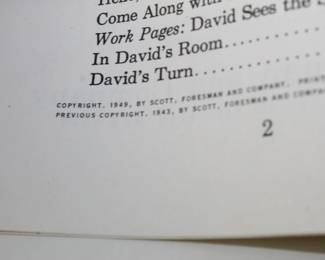 Come Along with
Work Pages: David Sees the
In David's Room..........
David's Turn.............
COPYRIGHT, 1949, BY SCOTT, FORESMAN AND COMPANY.
PREVIOUS COPYRIGHT, 1943, BY SCOTT, FORESMAN AND COMPANY
2